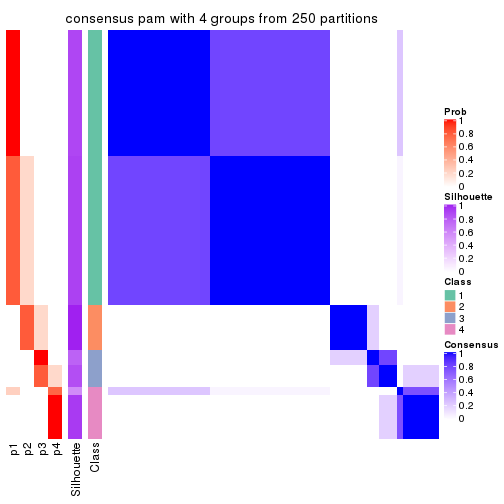 consensus pam with 4 groups from 250 partitions
Prob
1
0.8
0.6
0.4
0.2
0
Silhouette
1
0.8
0.6
0.4
0.2
0
Class
1
2
3
4
Consensus
1
0.8
0.6
0.4
0.2
0
p1
p2
p3
p4
Silhouette
Class